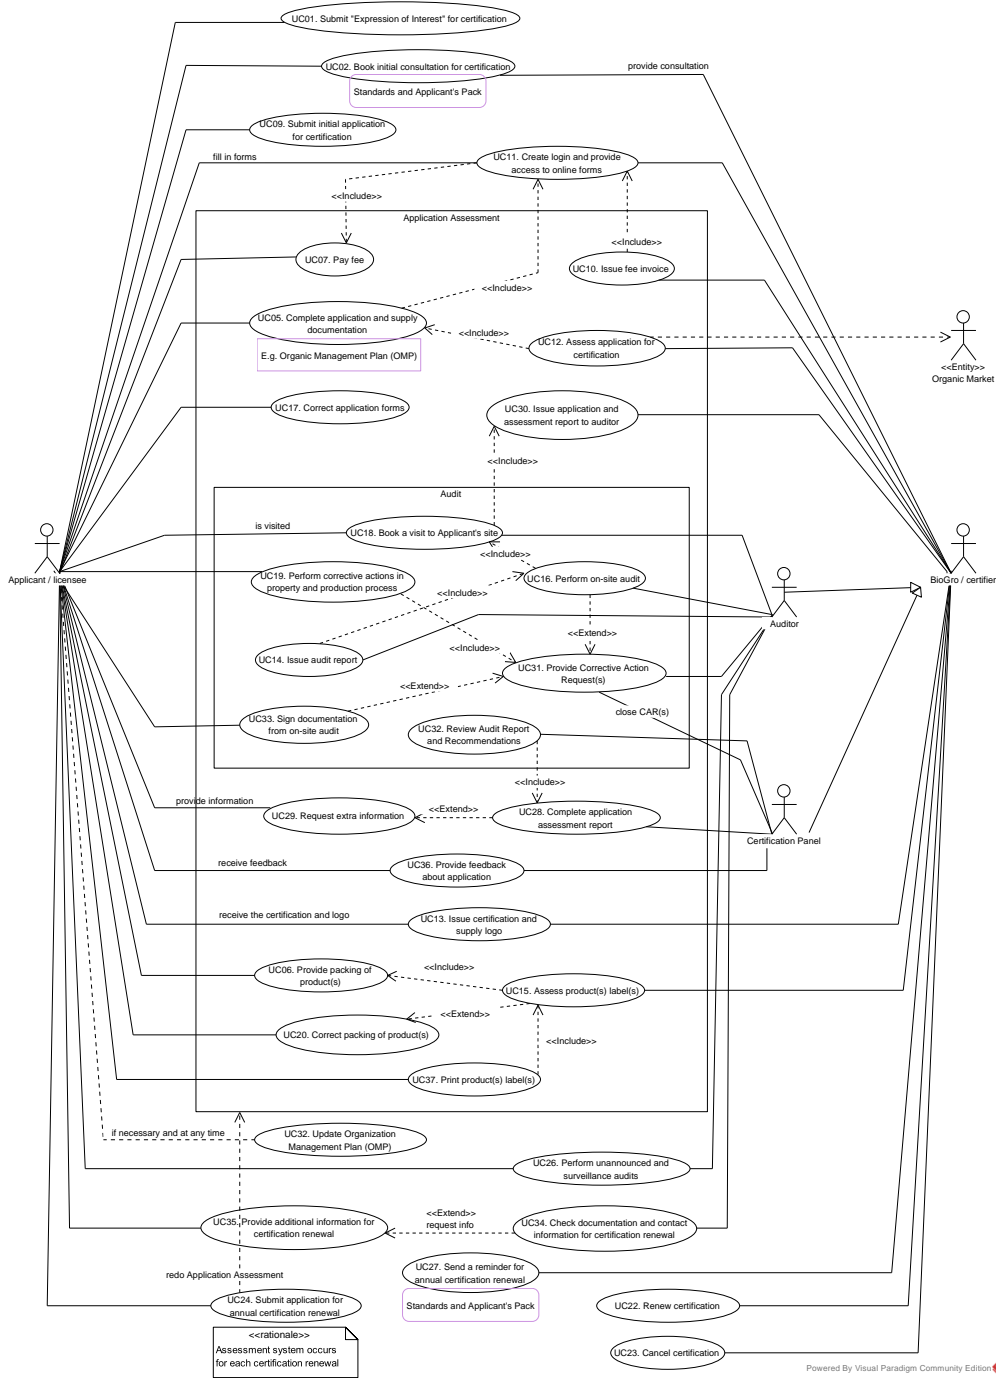 UC01. Submit "Expression of Interest" for certification
UC02. Book initial consultation for certification
provide consultation
Standards and Applicant's Pack
UC09. Submit initial application
for certification
fill in forms
UC11. Create login and provide
access to online forms
<<Include>>
Application Assessment
<<Include>>
UC07. Pay fee
UC10. Issue fee invoice
<<Include>>
UC05. Complete application and supply
documentation
<<Include>>
E.g. Organic Management Plan (OMP)
UC12. Assess application for
certification
<<Entity>>
Organic Market
UC17. Correct application forms
UC30. Issue application and
assessment report to auditor
<<Include>>
Audit
is visited
UC18. Book a visit to Applicant's site
<<Include>>
Applicant / licensee
BioGro / certifier
UC19. Perform corrective actions in
property and production process
UC16. Perform on-site audit
<<Include>>
Auditor
<<Extend>>
<<Include>>
UC14. Issue audit report
UC31. Provide Corrective Action
Request(s)
<<Extend>>
close CAR(s)
UC33. Sign documentation
from on-site audit
UC32. Review Audit Report
and Recommendations
<<Include>>
provide information
UC29. Request extra information
<<Extend>>
UC28. Complete application
assessment report
Certification Panel
receive feedback
UC36. Provide feedback
about application
receive the certification and logo
UC13. Issue certification and
supply logo
UC06. Provide packing of
product(s)
<<Include>>
UC15. Assess product(s) label(s)
<<Extend>>
UC20. Correct packing of product(s)
<<Include>>
UC37. Print product(s) label(s)
if necessary and at any time
UC32. Update Organization
Management Plan (OMP)
UC26. Perform unannounced and
surveillance audits
UC35. Provide additional information for
certification renewal
<<Extend>>
request info
UC34. Check documentation and contact
information for certification renewal
redo Application Assessment
UC27. Send a reminder for
annual certification renewal
Standards and Applicant's Pack
UC24. Submit application for
annual certification renewal
UC22. Renew certification
<<rationale>>
Assessment system occurs
for each certification renewal
UC23. Cancel certification
Powered By Visual Paradigm Community Edition